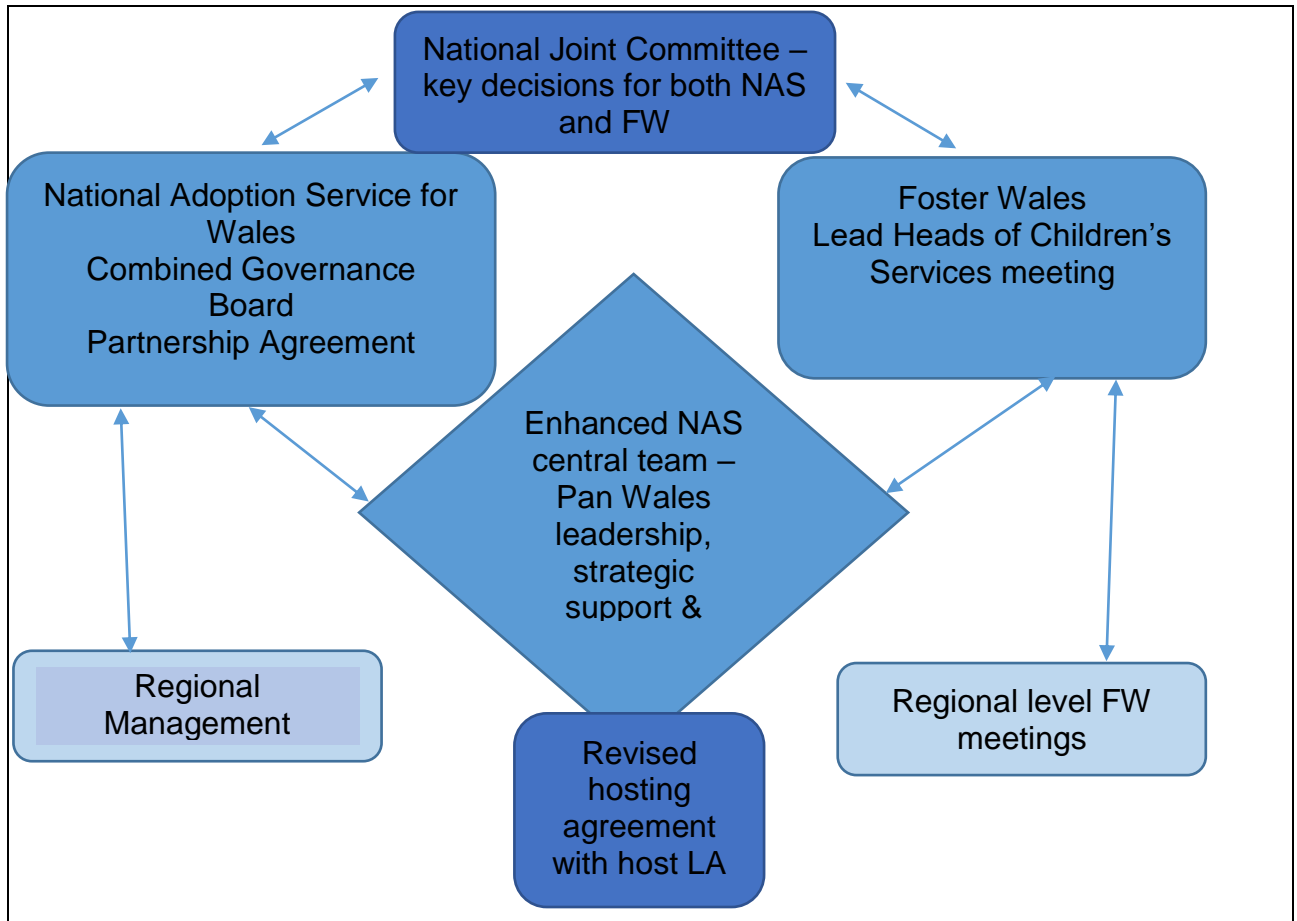 National Joint Committee –
key decisions for both NAS
and FW
National Adoption Service for
Wales
Combined Governance
Board
Partnership Agreement
Foster Wales
Lead Heads of Children’s
Services meeting
Enhanced NAS
central team –
Pan Wales
leadership,
strategic
support &
Regional
Management
Regional level FW
meetings
Revised
hosting
agreement
with host LA